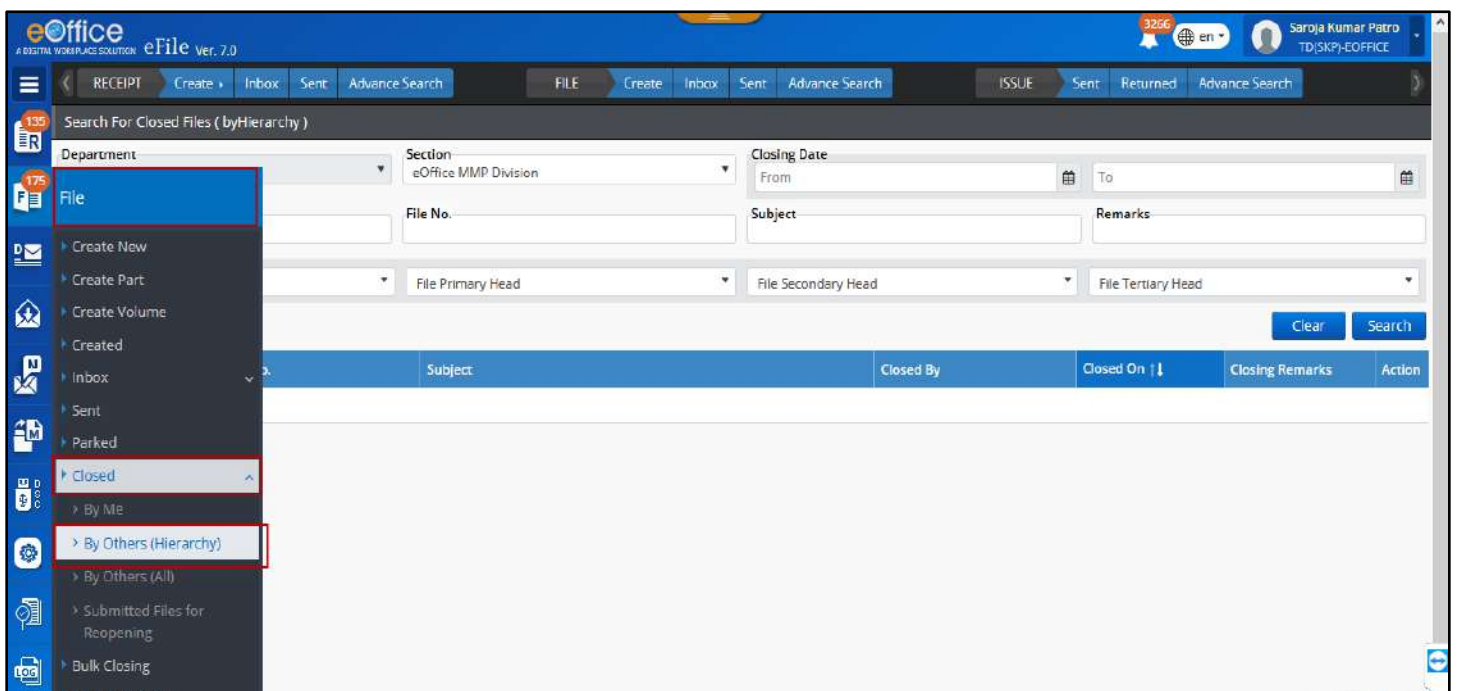 eOffice
A DIGITAL WORKPLACE SOLUTION eFile Ver. 7.0
3266
en
Saroja Kumar Patro
TD(SKP)-EOFFICE
RECEIPT Create Inbox Sent Advance Search FILE Create Inbox Sent Advance Search ISSUE Sent Returned Advance Search
135
R
Search For Closed Files ( byHierarchy )
Department Section Closing Date
eOffice MMP Division
From To
175
F
File
File No. Subject Remarks
D
Create New
Create Part
File Primary Head File Secondary Head File Tertiary Head
Create Volume
Clear Search
Created
N
Inbox
o. Subject Closed By Closed On Closing Remarks Action
Sent
M
Parked
Closed
DSC
By Me
By Others (Hierarchy)
By Others (All)
Submitted Files for
Reopening
Bulk Closing
LOG